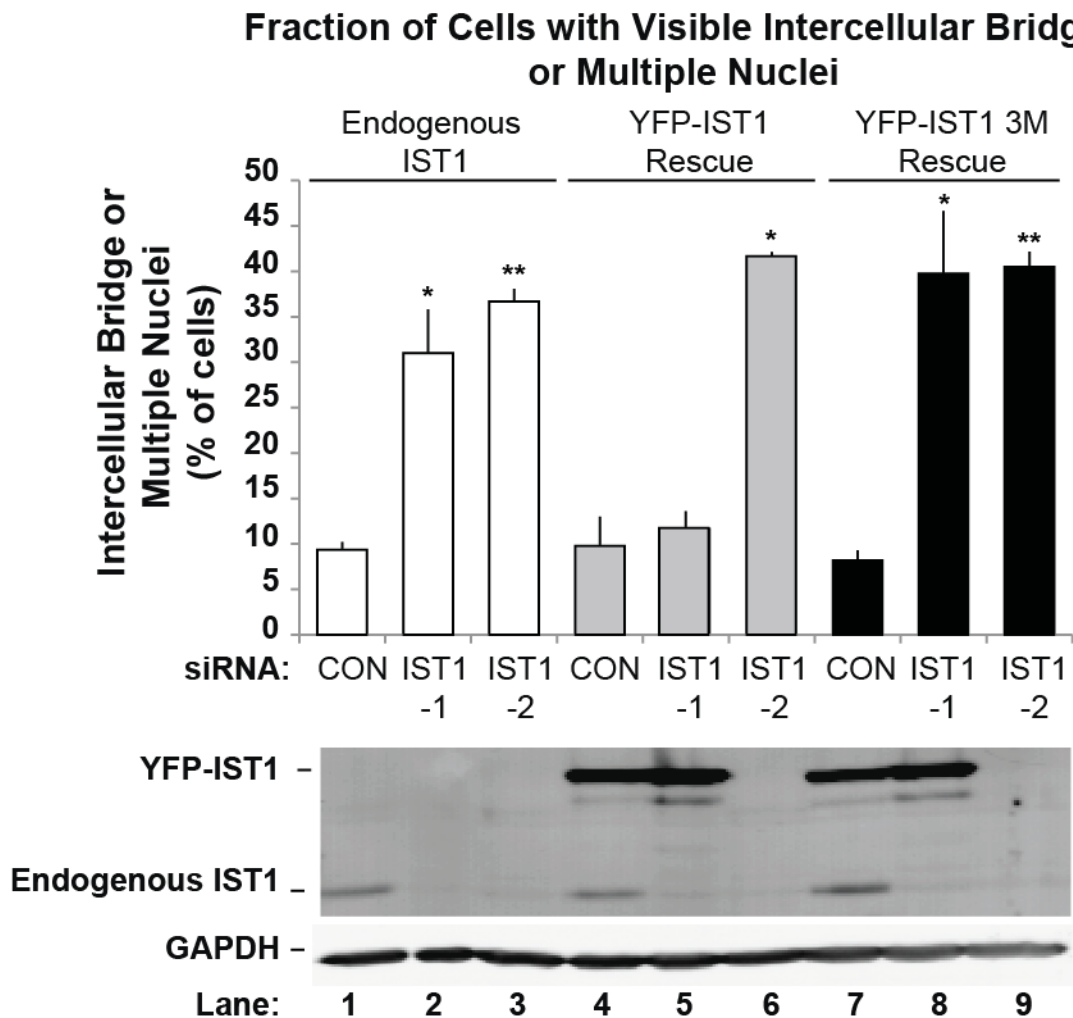 Fraction of Cells with Visible Intercellular Bridg
or Multiple Nuclei
Endogenous
IST1
YFP-IST1
Rescue
YFP-IST1 3M
Rescue
Intercellular Bridge or
Multiple Nuclei
(% of cells)
50
45
40
35
30
25
20
15
10
5
0
*
**
*
*
**
siRNA: CON IST1 IST1 CON IST1 IST1 CON IST1 IST1
-1 -2 -1 -2 -1 -2
YFP-IST1 –
Endogenous IST1 –
GAPDH –
Lane: 1 2 3 4 5 6 7 8 9